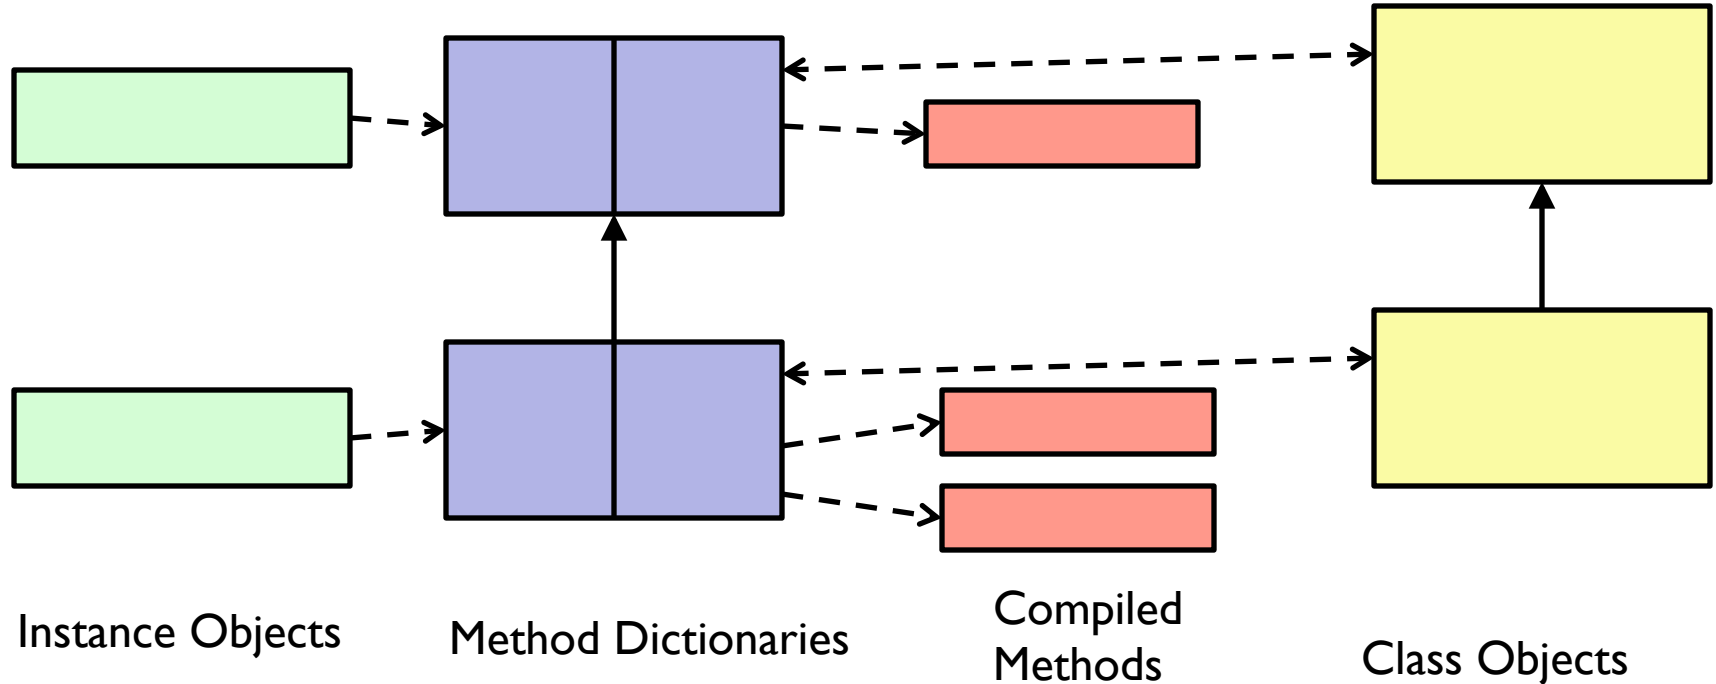 Instance Objects
Method Dictionaries
Compiled
Methods
Class Objects